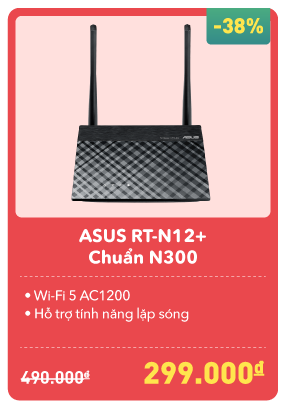 -38%
ASUS
ASUS RT-N12+
Chuẩn N300
• Wi-Fi 5 AC1200
• Hỗ trợ tính năng lặp sóng
490.000đ 299.000đ